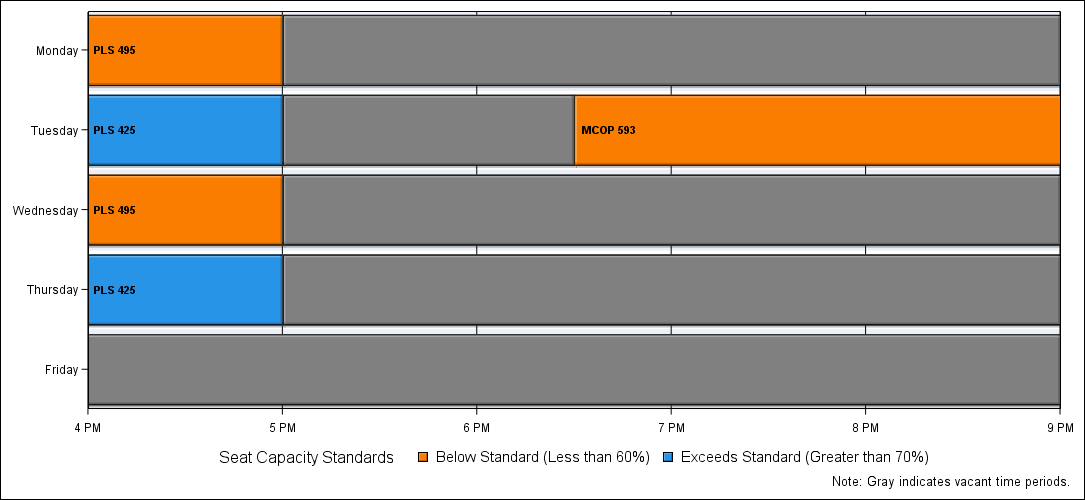 Monday PLS 495
Tuesday PLS 425 MCOP 593
Wednesday PLS 495
Thursday PLS 425
Friday
4 PM 5 PM 6 PM 7 PM 8 PM 9 PM
Seat Capacity Standards Below Standard (Less than 60%) Exceeds Standard (Greater than 70%)
Note: Gray indicates vacant time periods.